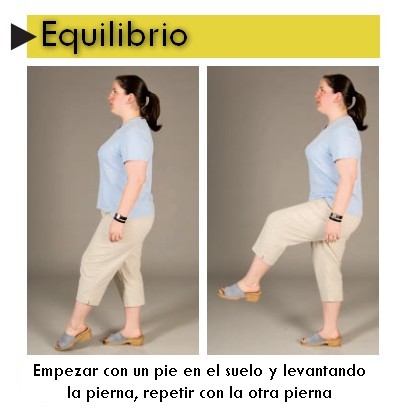 Equilibrio
Empezar con un pie en el suelo y levantando
la pierna, repetir con la otra pierna